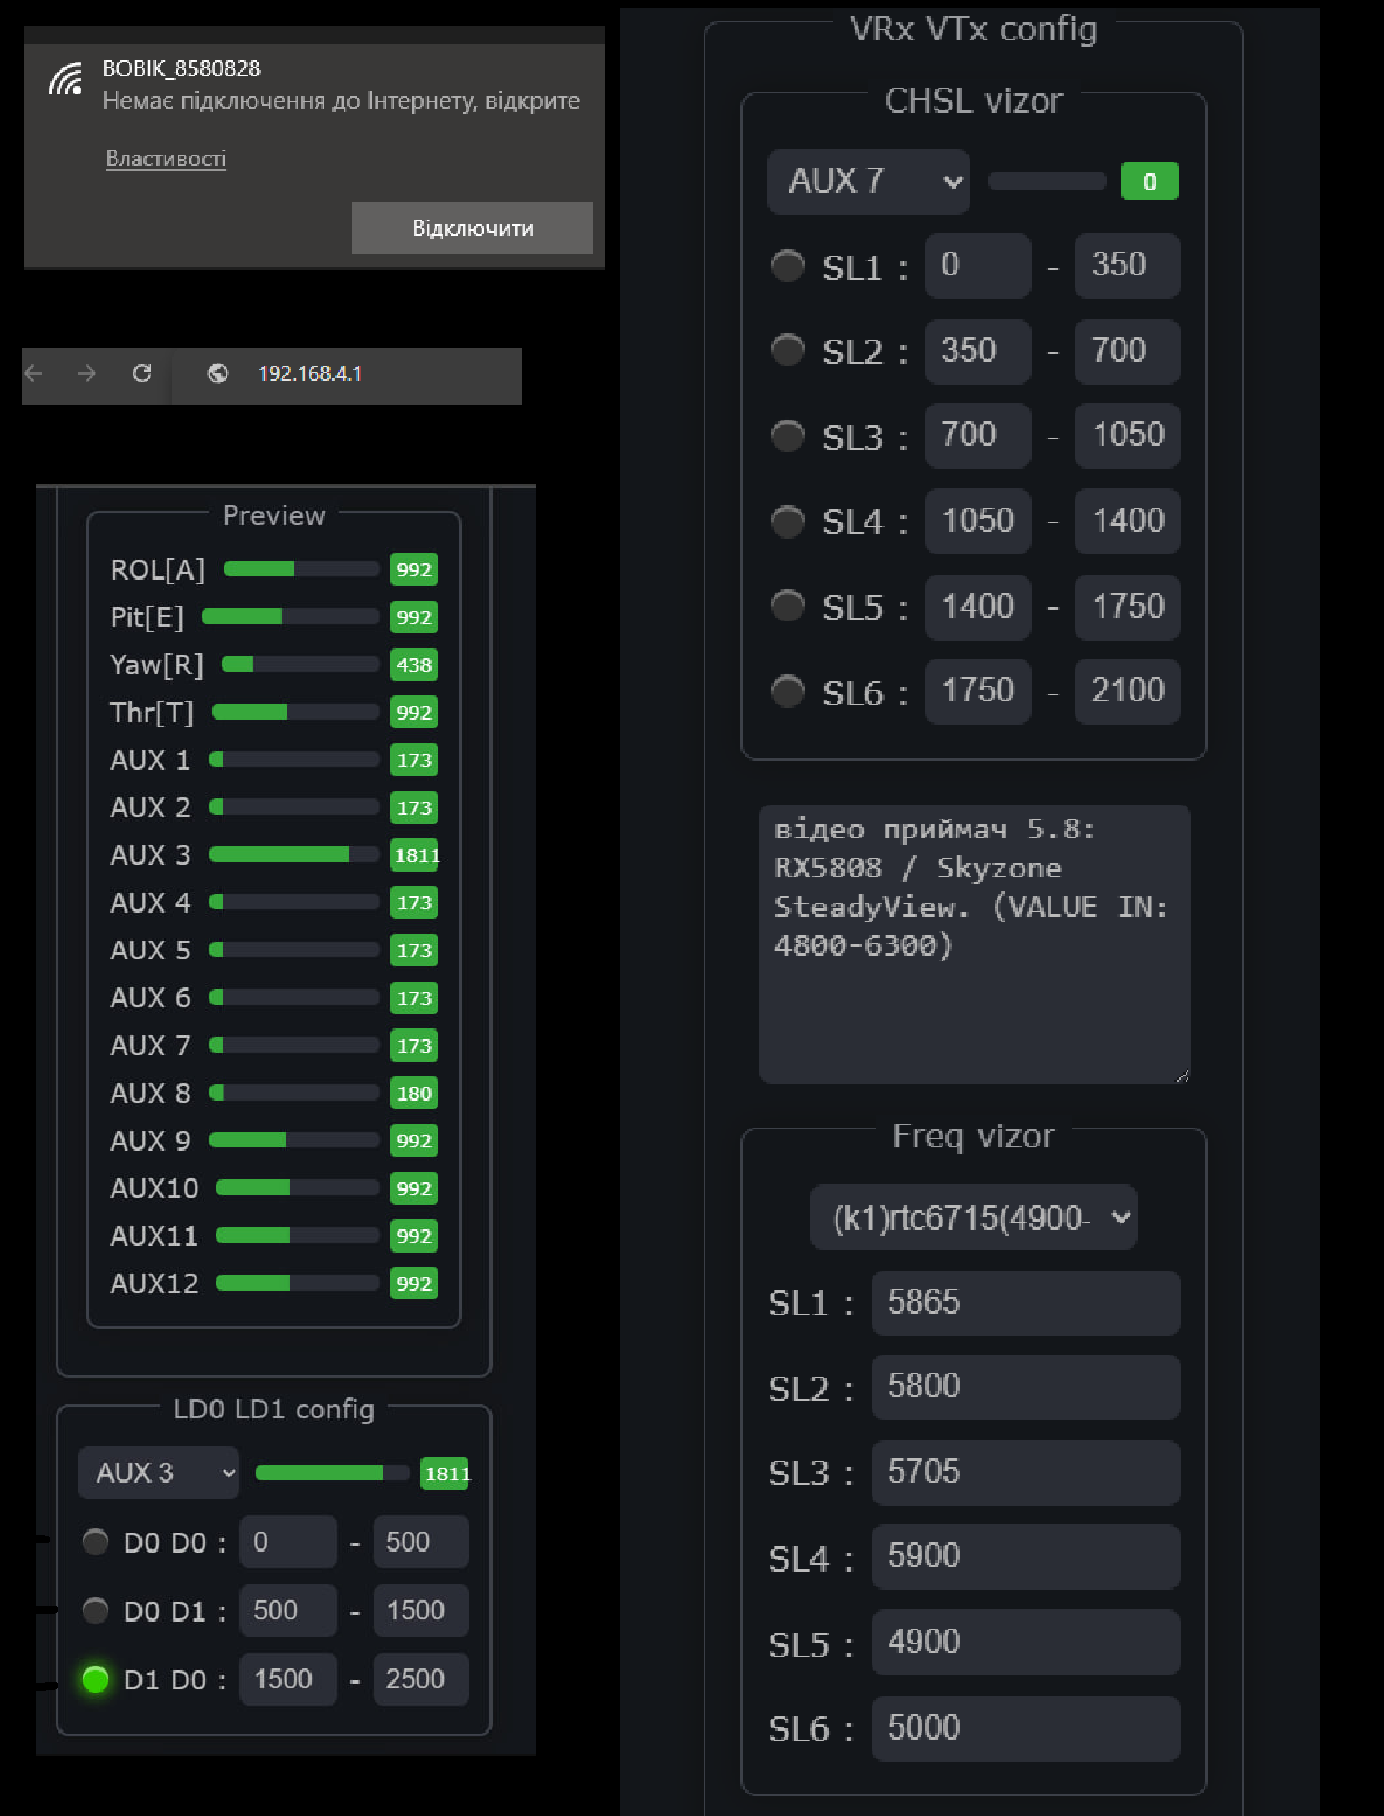 BOBIK_8580828
Немає підключення до Інтернету, відкрите
Властивості
Відключити
192.168.4.1
Preview
ROL[A] 992
Pit[E] 992
Yaw[R] 438
Thr[T] 992
AUX 1 173
AUX 2 173
AUX 3 1811
AUX 4 173
AUX 5 173
AUX 6 173
AUX 7 173
AUX 8 180
AUX 9 992
AUX10 992
AUX11 992
AUX12 992
LD0 LD1 config
AUX 3 1811
D0 D0 : 0 - 500
D0 D1 : 500 - 1500
D1 D0 : 1500 - 2500
VRx VTx config
CHSL vizor
AUX 7 0
SL1 : 0 - 350
SL2 : 350 - 700
SL3 : 700 - 1050
SL4 : 1050 - 1400
SL5 : 1400 - 1750
SL6 : 1750 - 2100
відео приймач 5.8:
RX5808 / Skyzone
SteadyView. (VALUE IN:
4800-6300)
Freq vizor
(k1)rtc6715(4900-
SL1 : 5865
SL2 : 5800
SL3 : 5705
SL4 : 5900
SL5 : 4900
SL6 : 5000